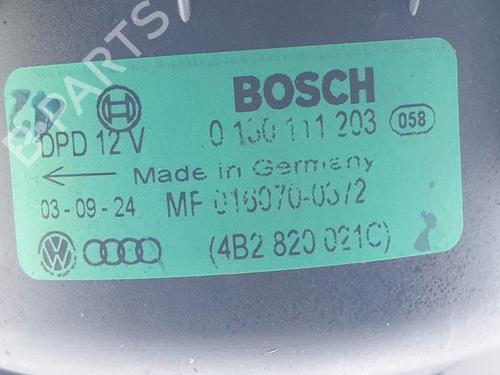 BOSCH
DPD 12 V 0 130 111 203 058
Made in Germany
03-09-24 MF 016070-0372
(4B2 820 021C)
B-Parts